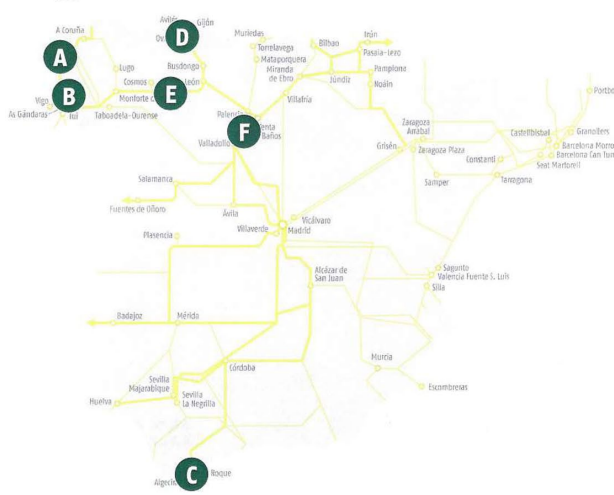 Avilés
Gijón
A Coruña
Muriedas
Irún
D
Torrelavega
Bilbao
Pasaia-Lezo
A
Lugo
Busdongo
Mataporquera
Miranda
de Ebro
Júndiz
Pamplona
Noáin
Portbo
Cosmos
León
B
E
Vigo
Monforte
Villafría
As Gándaras
Tui
Taboadela-Ourense
Palencia
F
Venta
Baños
Valladolid
Zaragoza
Arrabal
Grisén
Zaragoza Plaza
Castellbisbal
Granollers
Barcelona Morro
Barcelona Can Tun
Constantí
Seat Martorell
Salamanca
Samper
Tarragona
Fuentes de Oñoro
Ávila
Vicálvaro
Villaverde
Madrid
Plasencia
Alcázar de
San Juan
Sagunto
Valencia Fuente S. Luis
Silla
Badajoz
Mérida
Murcia
Córdoba
Sevilla
Majarabique
Escombreras
Huelva
Sevilla
La Negrilla
C
Roque
Algeci